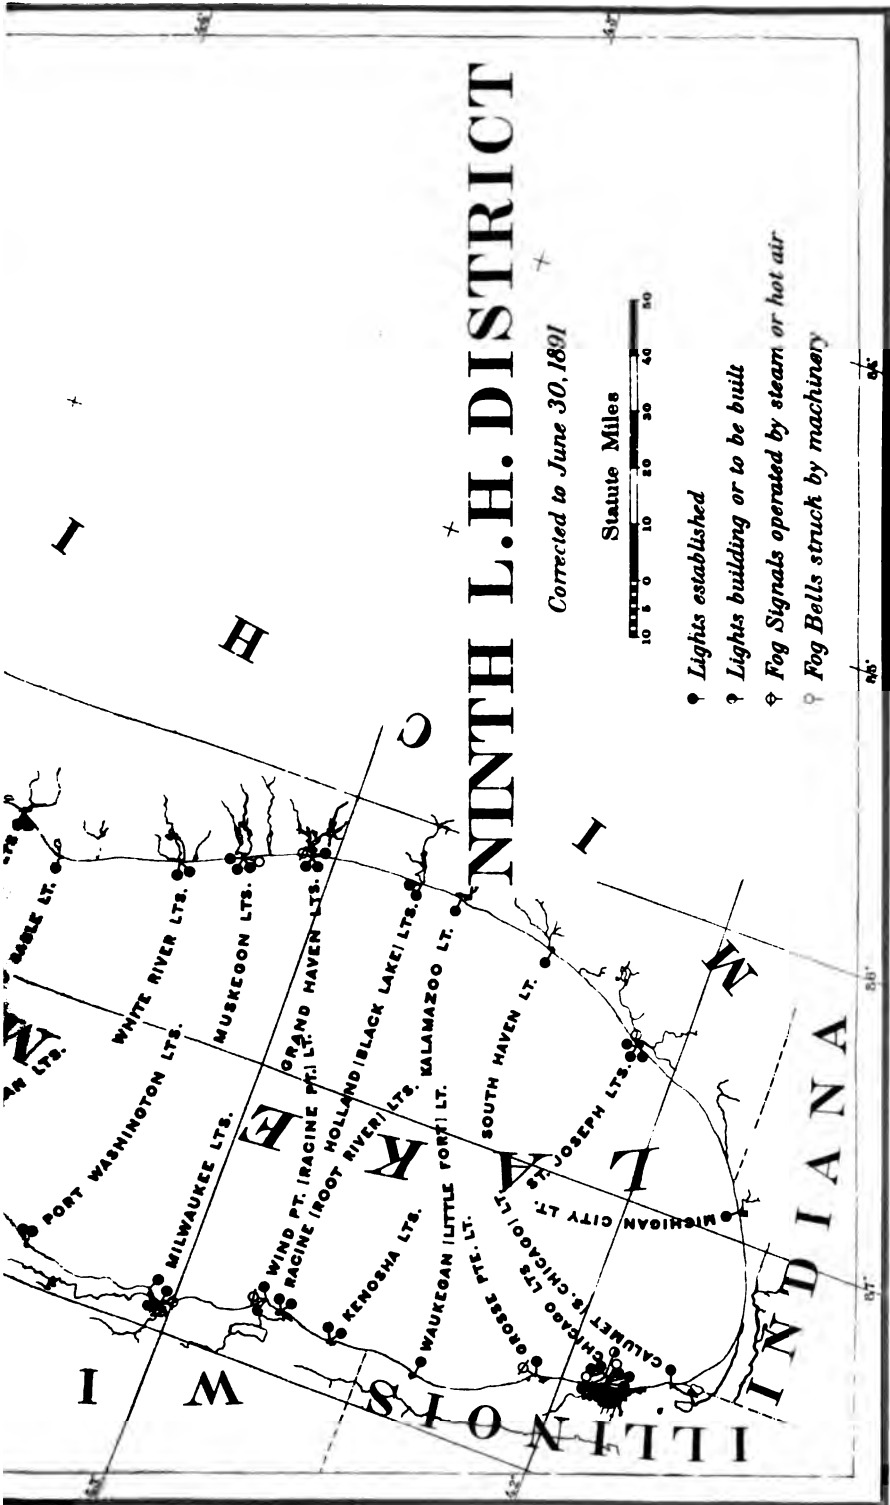 NINTH L.H. DISTRICT
Corrected to June 30, 1891
Statute Miles
10 5 0 10 20 30 40 50
Lights established
Lights building or to be built
Fog Signals operated by steam or hot air
Fog Bells struck by machinery
SABLE LT.
WHITE RIVER LTS.
MUSKEGON LTS.
GRAND HAVEN LTS.
HOLLAND (BLACK LAKE) LTS.
KALAMAZOO LT.
SOUTH HAVEN LT.
ST. JOSEPH LTS.
MICHIGAN CITY LT.
AN LTS.
PORT WASHINGTON LTS.
MILWAUKEE LTS.
WIND PT. (RACINE PT.) LT.
RACINE (ROOT RIVER) LTS.
KENOSHA LTS.
WAUKEGAN (LITTLE FORT) LT.
GROSSE PTE. LT.
CHICAGO LTS
CALUMET (S. CHICAGO) LT.
LAKE M
M I C H I
W I
ILLINOIS
INDIANA